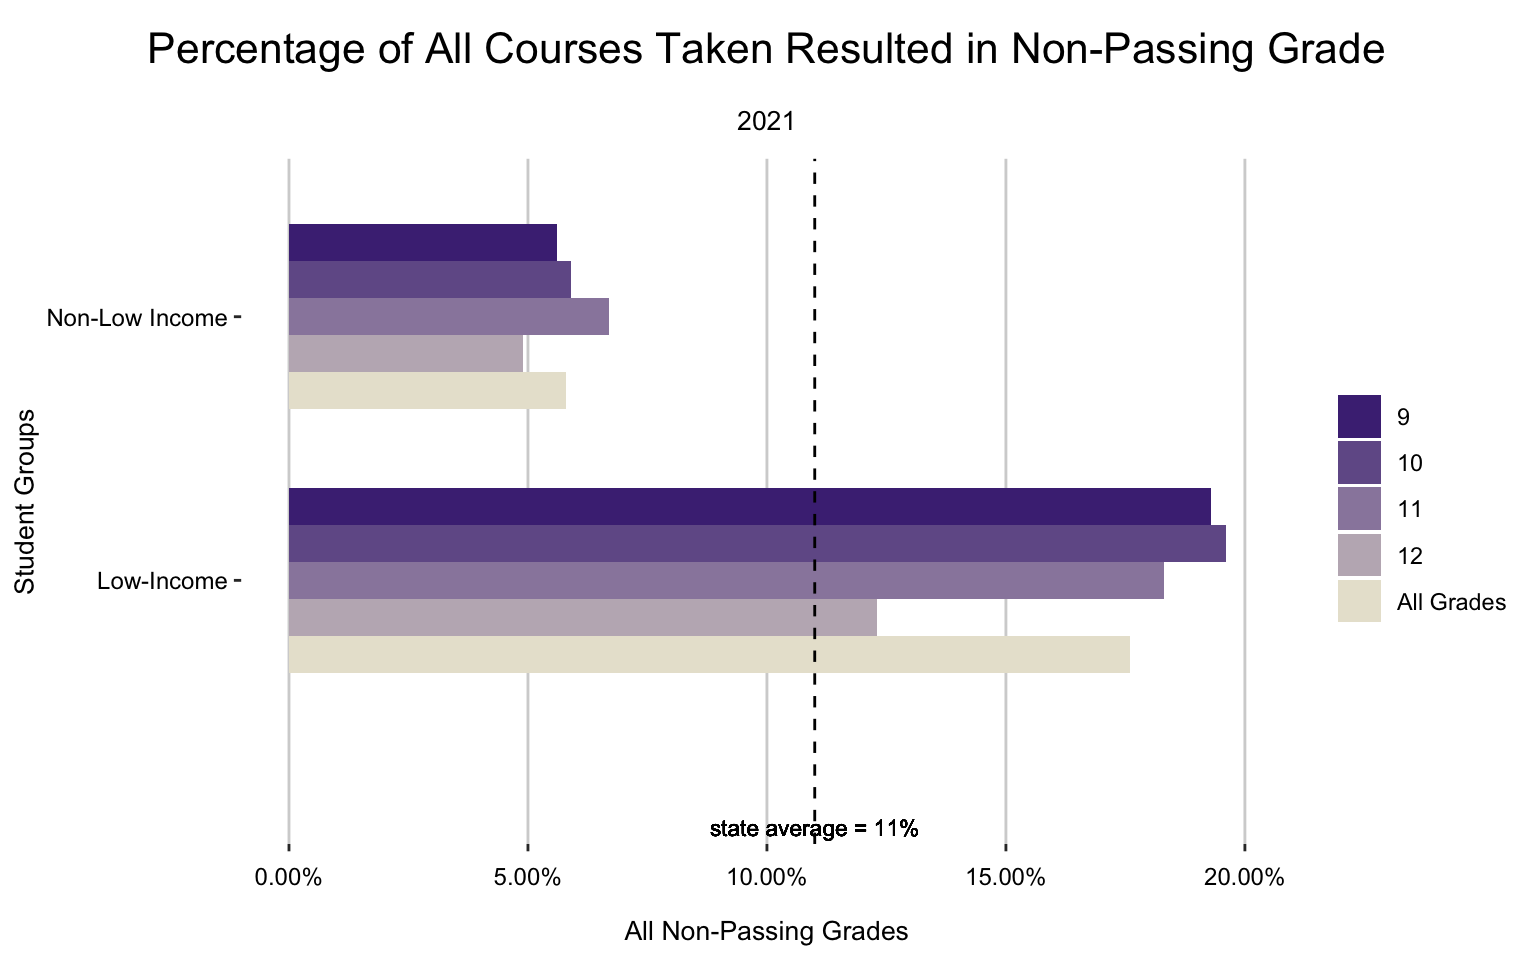 Percentage of All Courses Taken Resulted in Non-Passing Grade
2021
Student Groups
Non-Low Income
Low-Income
9
10
11
12
All Grades
state average = 11%
0.00%
5.00%
10.00%
15.00%
20.00%
All Non-Passing Grades